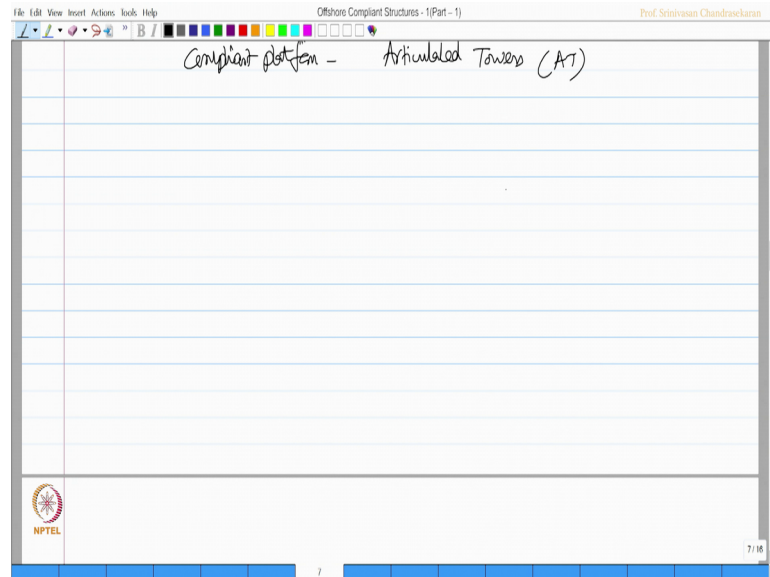 File Edit View Insert Actions Tools Help
Offshore Compliant Structures - 1(Part – 1)
Prof. Srinivasan Chandrasekaran
B I
Compliant platform - Articulated Towers (AT)
NPTEL
7/16
7